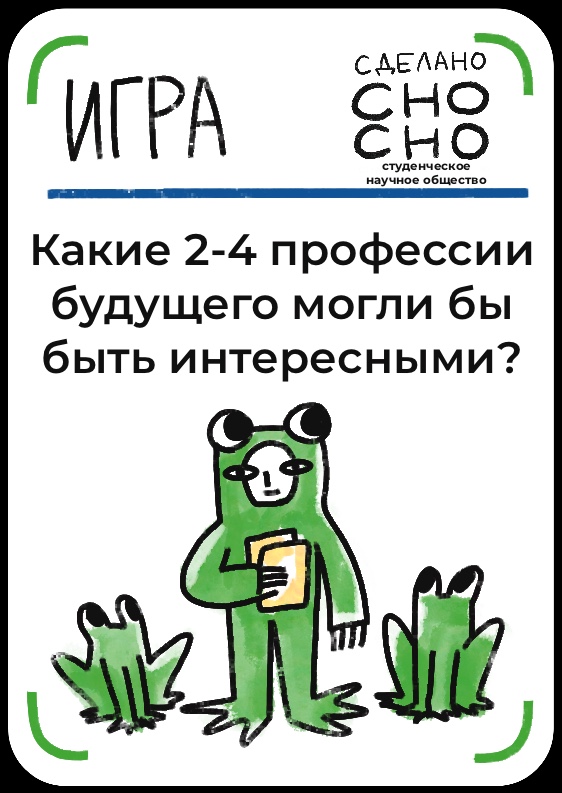 ИГРА
СДЕЛАНО
СНО
СНО
студенческое
научное общество
Какие 2-4 профессии
будущего могли бы
быть интересными?